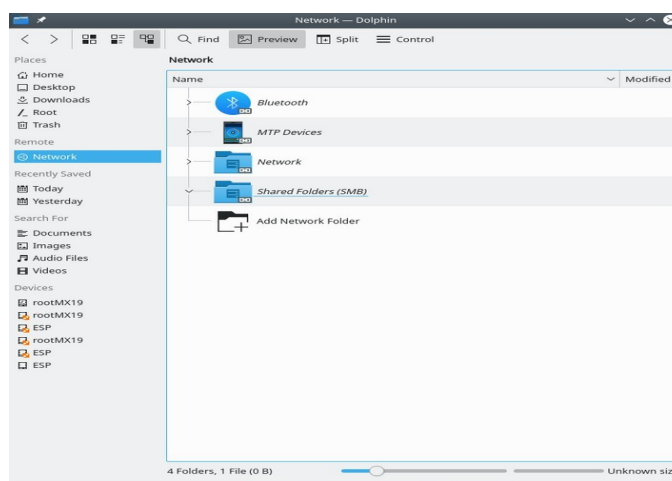 Network — Dolphin
Find
Preview
Split
Control
Places
Home
Desktop
Downloads
Root
Trash
Remote
Network
Recently Saved
Today
Yesterday
Search For
Documents
Images
Audio Files
Videos
Devices
rootMX19
rootMX19
ESP
rootMX19
ESP
ESP
Network
Name
Modified
Bluetooth
MTP Devices
Network
Shared Folders (SMB)
Add Network Folder
4 Folders, 1 File (0 B)
Unknown siz